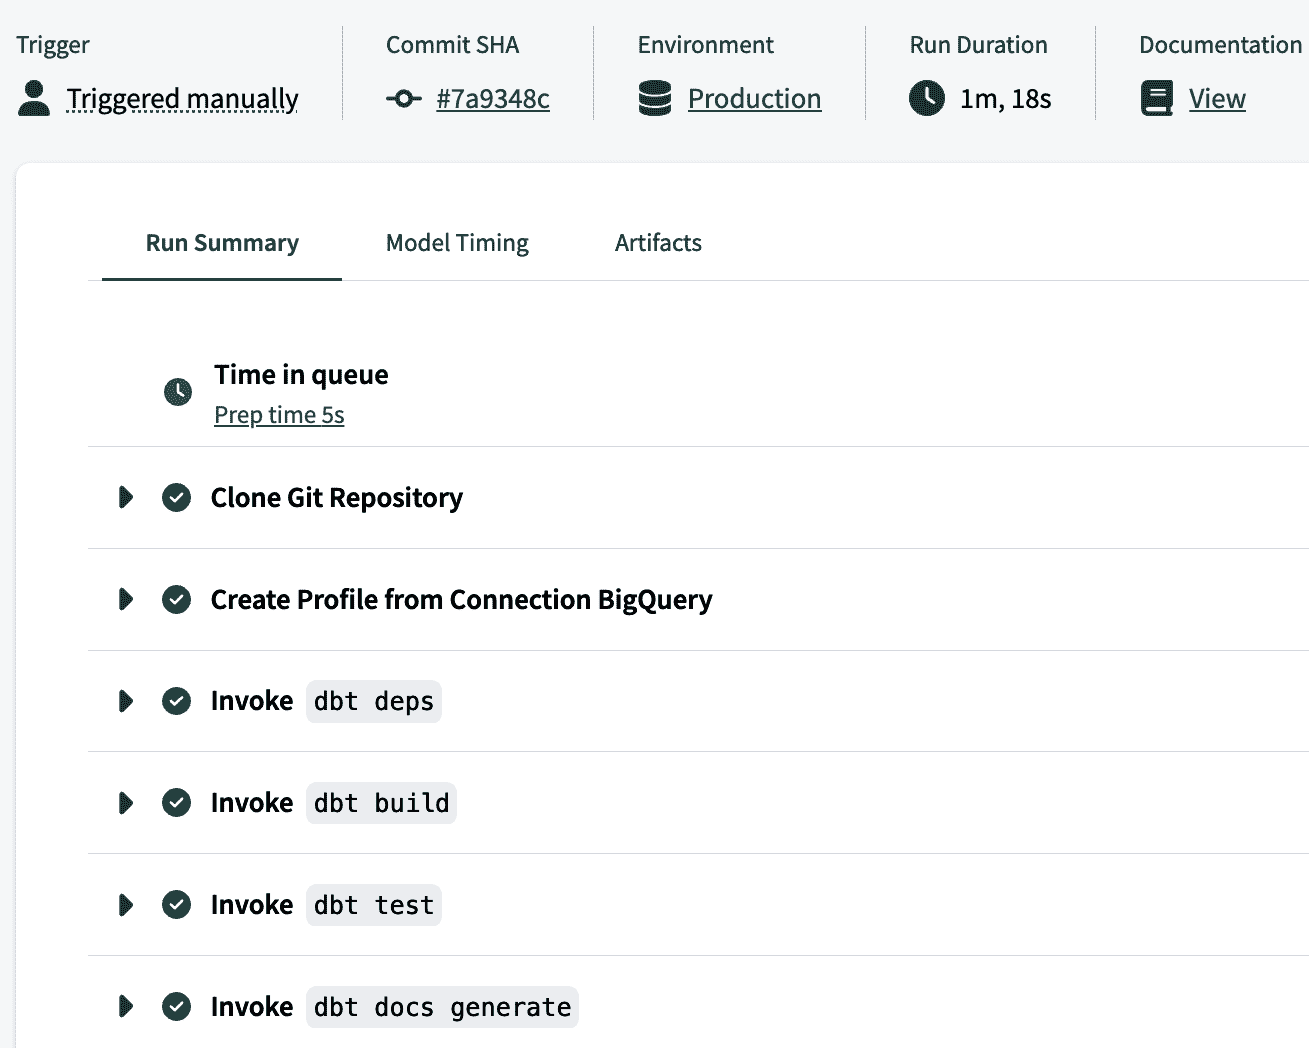 Trigger
Triggered manually
Commit SHA
#7a9348c
Environment
Production
Run Duration
1m, 18s
Documentation
View
Run Summary
Model Timing
Artifacts
Time in queue
Prep time 5s
Clone Git Repository
Create Profile from Connection BigQuery
Invoke dbt deps
Invoke dbt build
Invoke dbt test
Invoke dbt docs generate